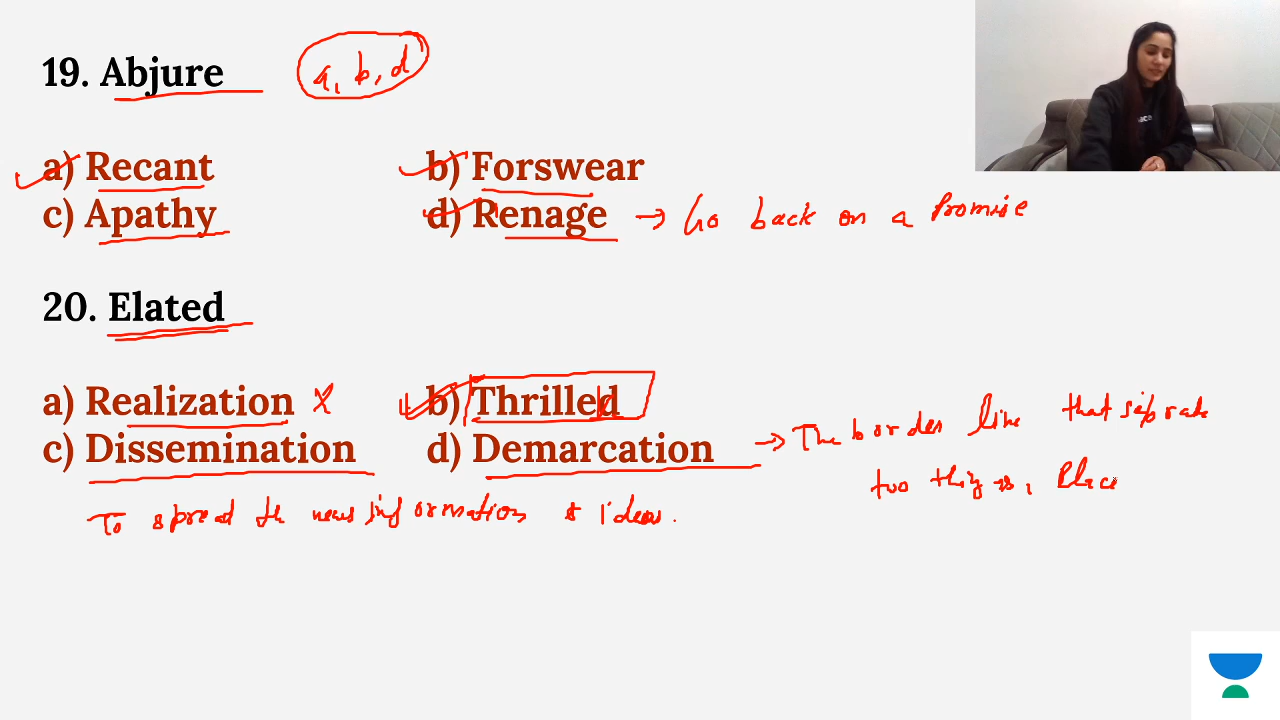 19. Abjure a, b, d
a) Recant b) Forswear
c) Apathy d) Renage → Go back on a Promise
20. Elated
a) Realization x b) Thrilled
c) Dissemination d) Demarcation → The border line that seprate
two things, Place
To spread the news information & ideas.